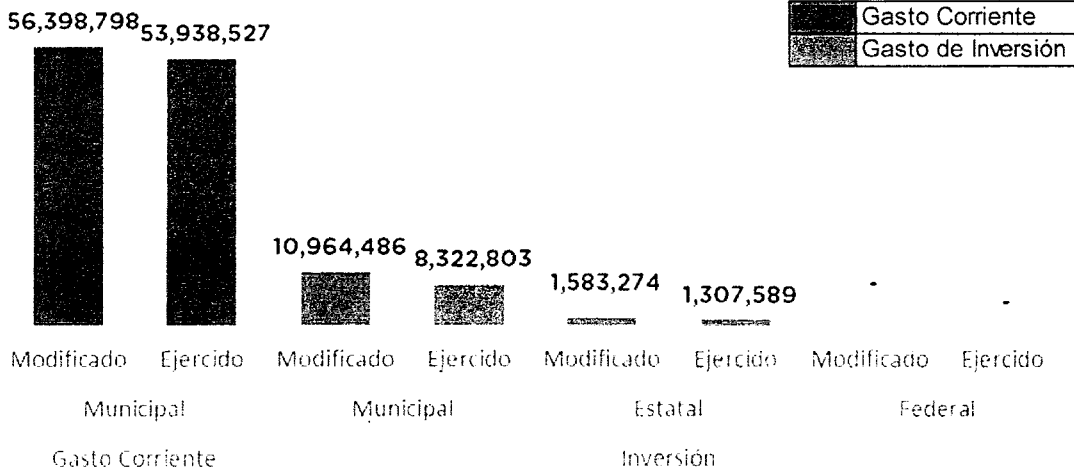 Gasto Corriente
Gasto de Inversión
56,398,798 53,938,527
10,964,486 8,322,803 1,583,274 1,307,589 - -
Modificado Ejercido Modificado Ejercido Modificado Ejercido Modificado Ejercido
Municipal Municipal Estatal Federal
Gasto Corriente Inversión